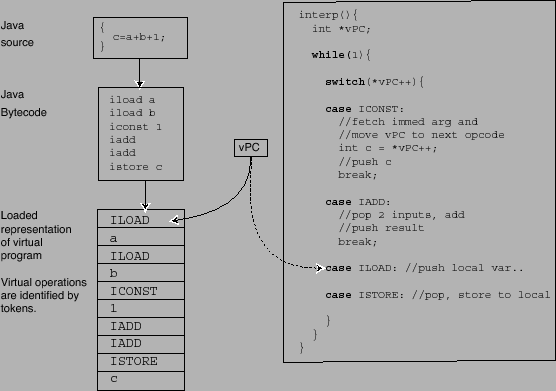 Java
source
{
c=a+b+1;
}
Java
Bytecode
iload a
iload b
iconst 1
iadd
iadd
istore c
vPC
Loaded
representation
of virtual
program
Virtual operations
are identified by
tokens.
ILOAD
a
ILOAD
b
ICONST
1
IADD
IADD
ISTORE
c
interp(){
int *vPC;
while(1){
switch(*vPC++){
case ICONST:
//fetch immed arg and
//move vPC to next opcode
int c = *vPC++;
//push c
break;
case IADD:
//pop 2 inputs, add
//push result
break;
case ILOAD: //push local var..
case ISTORE: //pop, store to local
}
}
}